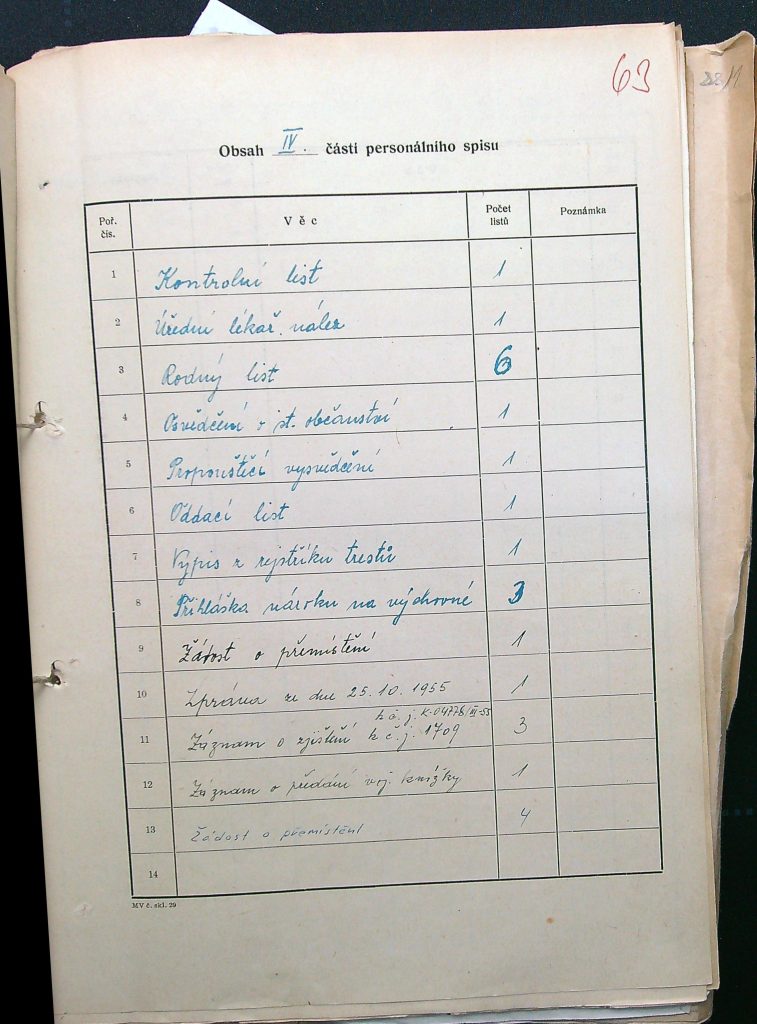 63
Obsah IV. části personálního spisu
Poř. čís. Věc Počet listů Poznámka
1 Kontrolní list 1
2 Úřední lékař. nález 1
3 Rodný list 6
4 Osvědčení o st. občanství 1
5 Propouštěcí vysvědčení 1
6 Oddací list 1
7 Výpis z rejstříku trestů 1
8 Přihláška nároku na výchovné 3
9 Žádost o přemístění 1
10 Zpráva ze dne 25.10.1955 1
k č.j. K-04778/III-55
11 Záznam o zjištění k č.j. 1709 3
12 Záznam o předání voj. knížky 1
13 Žádost o přemístění 4
14
MV č. skl. 29